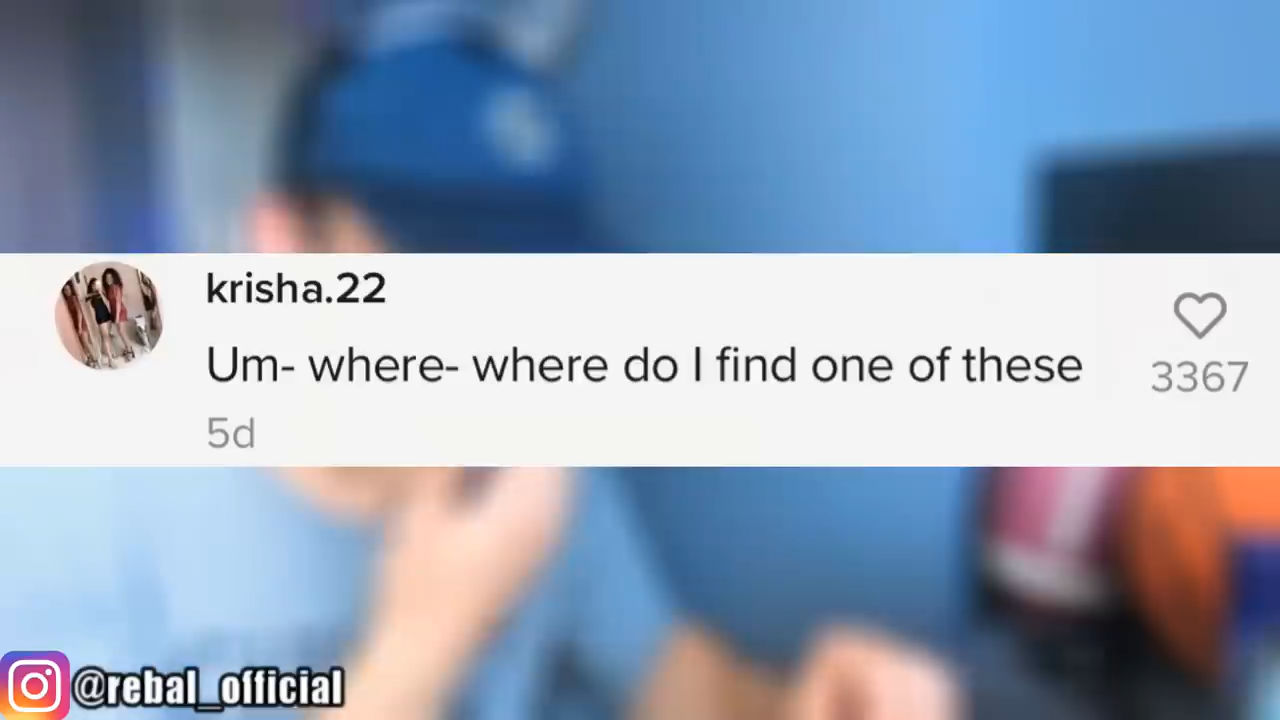 krisha.22
Um- where- where do I find one of these
3367
5d
@rebal_official